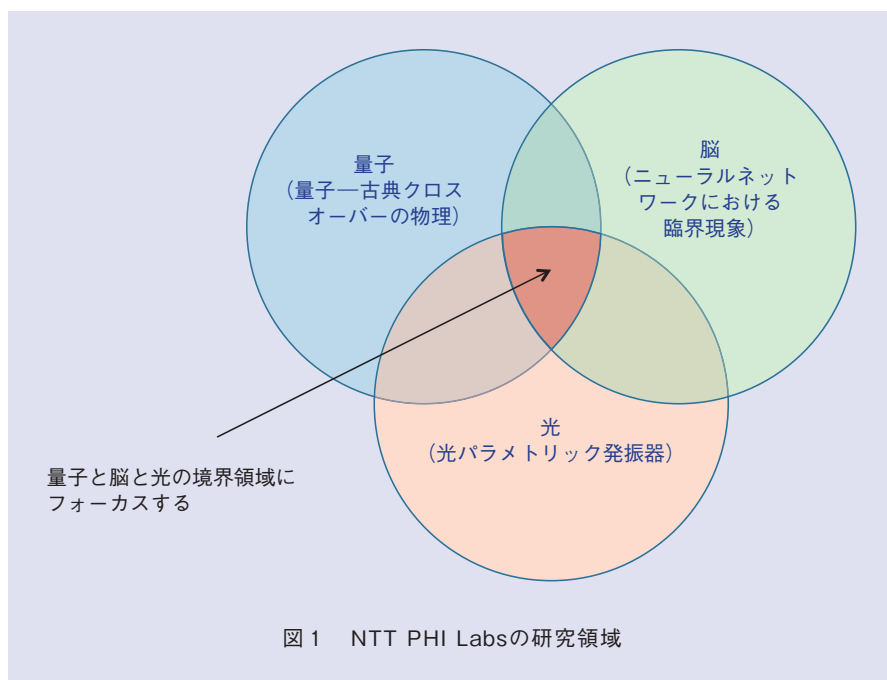 量子
（量子―古典クロス
オーバーの物理）
脳
（ニューラルネット
ワークにおける
臨界現象）
光
（光パラメトリック発振器）
量子と脳と光の境界領域に
フォーカスする
図1　NTT PHI Labsの研究領域